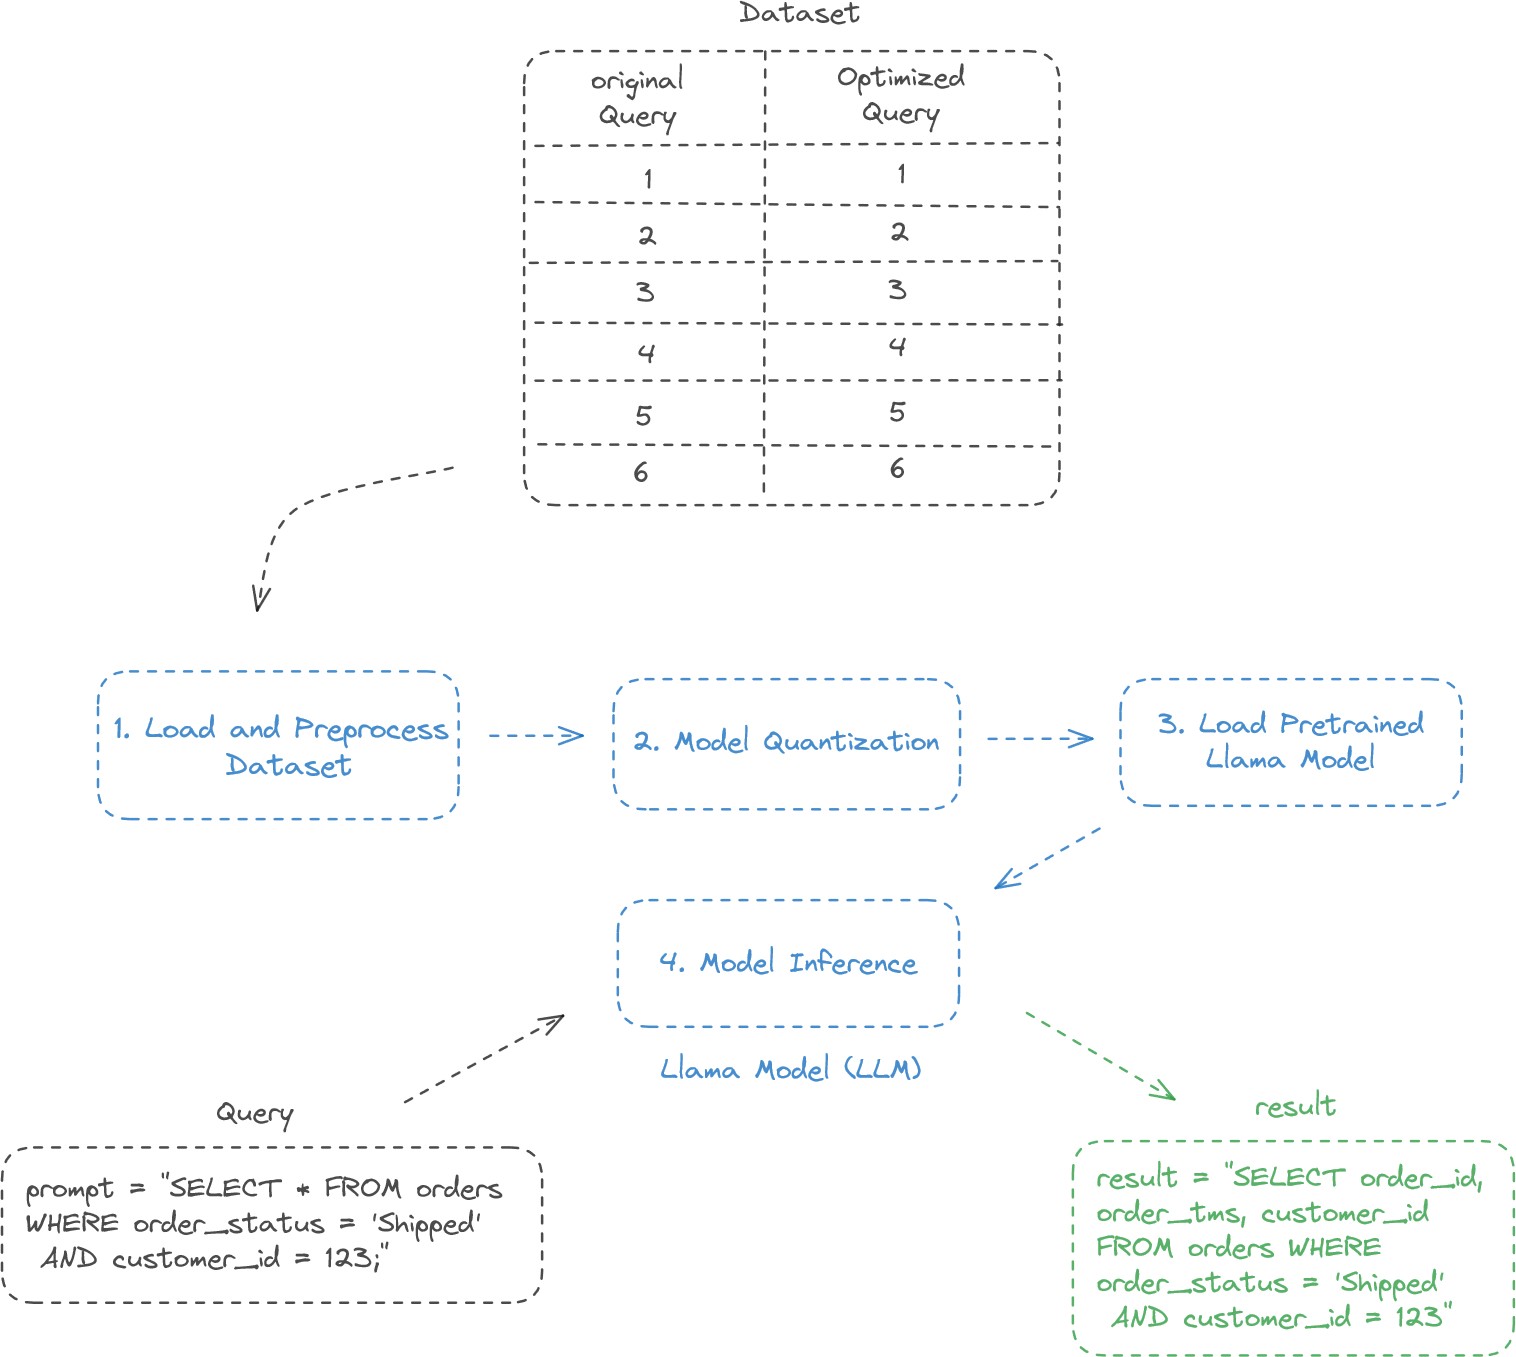 Dataset
original
Query
Optimized
Query
1
1
2
2
3
3
4
4
5
5
6
6
1. Load and Preprocess
Dataset
2. Model Quantization
3. Load Pretrained
Llama Model
4. Model Inference
Llama Model (LLM)
Query
prompt = "SELECT * FROM orders
WHERE order_status = 'Shipped'
AND customer_id = 123;"
result
result = "SELECT order_id,
order_tms, customer_id
FROM orders WHERE
order_status = 'Shipped'
AND customer_id = 123"